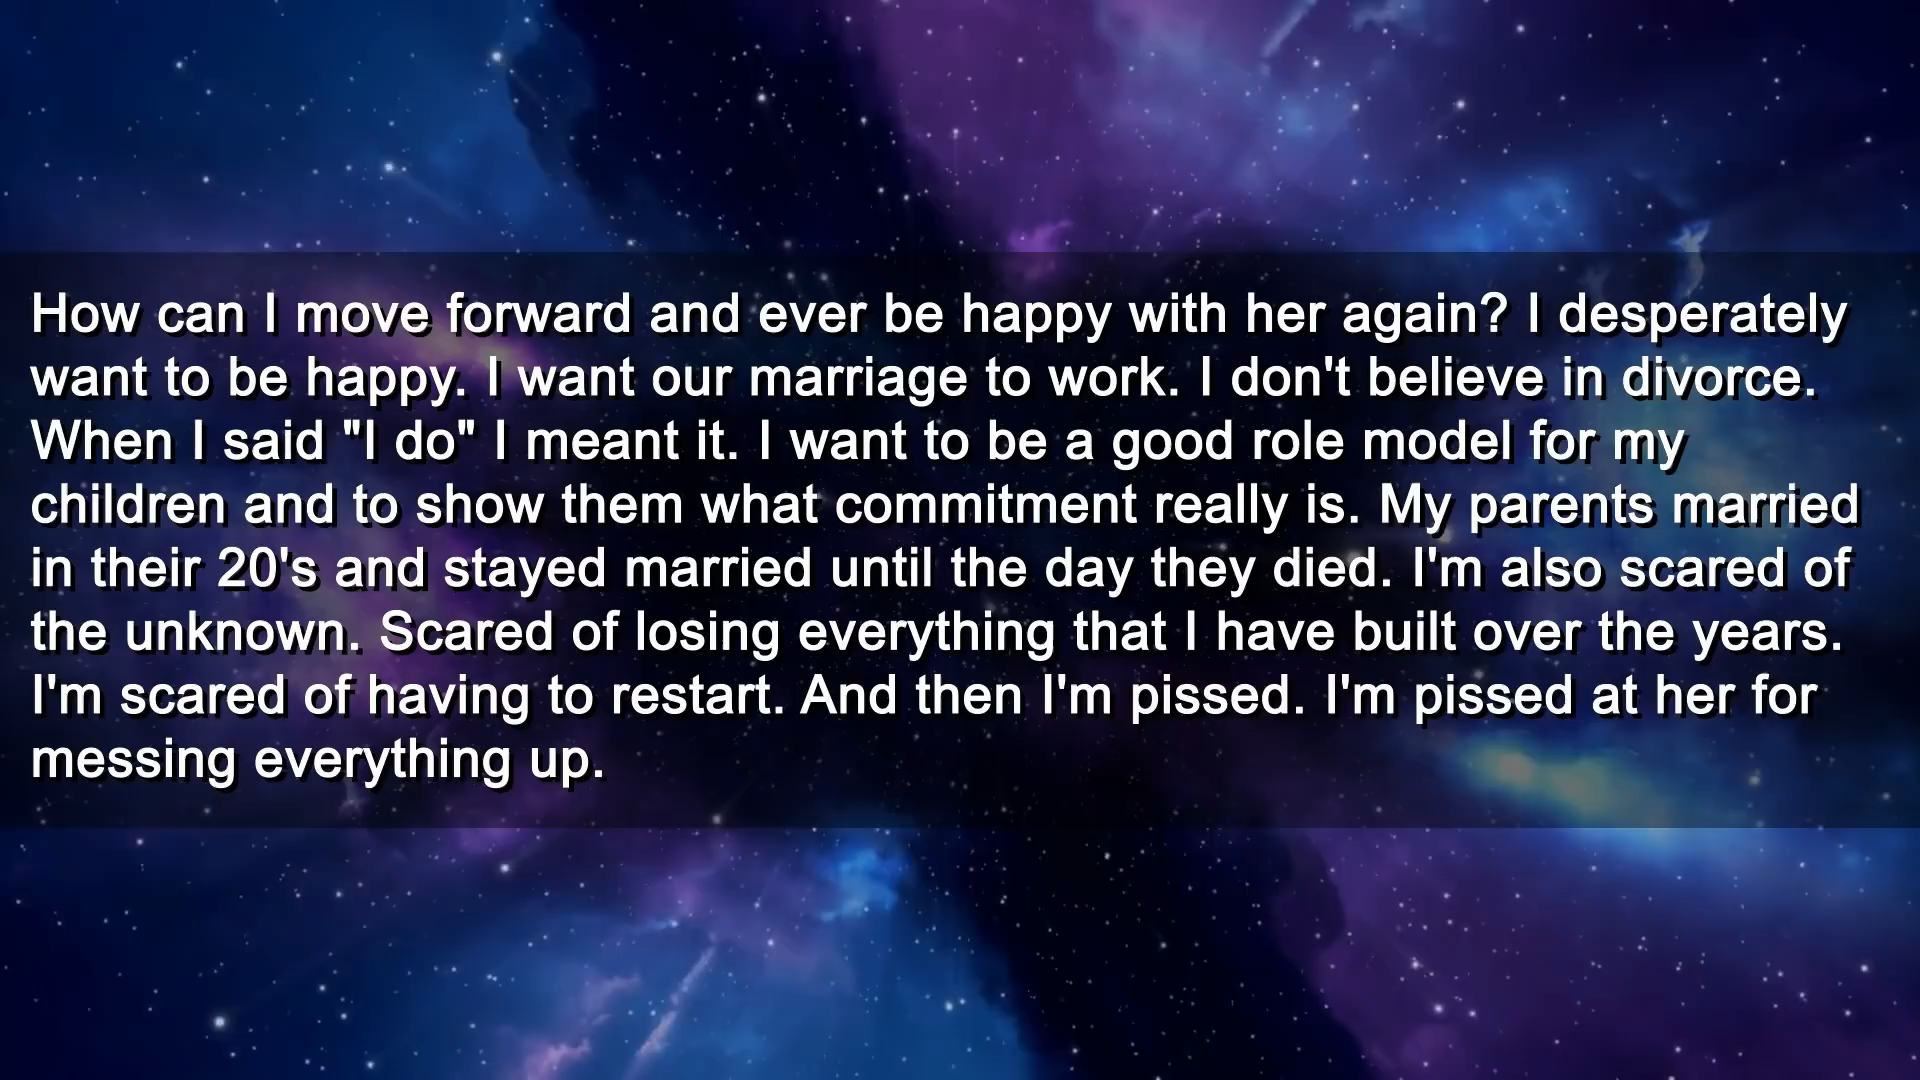 How can I move forward and ever be happy with her again? I desperately
want to be happy. I want our marriage to work. I don't believe in divorce.
When I said "I do" I meant it. I want to be a good role model for my
children and to show them what commitment really is. My parents married
in their 20's and stayed married until the day they died. I'm also scared of
the unknown. Scared of losing everything that I have built over the years.
I'm scared of having to restart. And then I'm pissed. I'm pissed at her for
messing everything up.